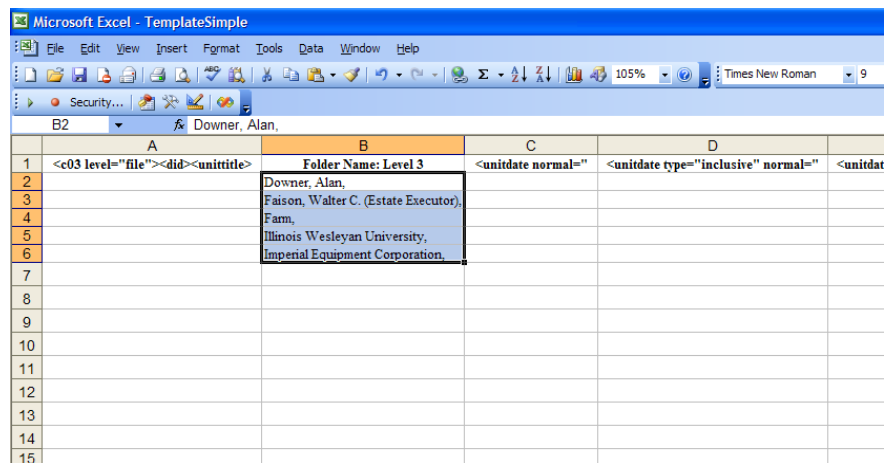 Microsoft Excel - TemplateSimple
File Edit View Insert Format Tools Data Window Help
ABC Σ A Z Z A 105% Times New Roman 9
Security...
B2 fx Downer, Alan,
A B C D
1 <c03 level="file"><did><unittitle> Folder Name: Level 3 <unitdate normal=" <unitdate type="inclusive" normal=" <unitdat
2 Downer, Alan,
3 Faison, Walter C. (Estate Executor),
4 Farm,
5 Illinois Wesleyan University,
6 Imperial Equipment Corporation,
7
8
9
10
11
12
13
14
15